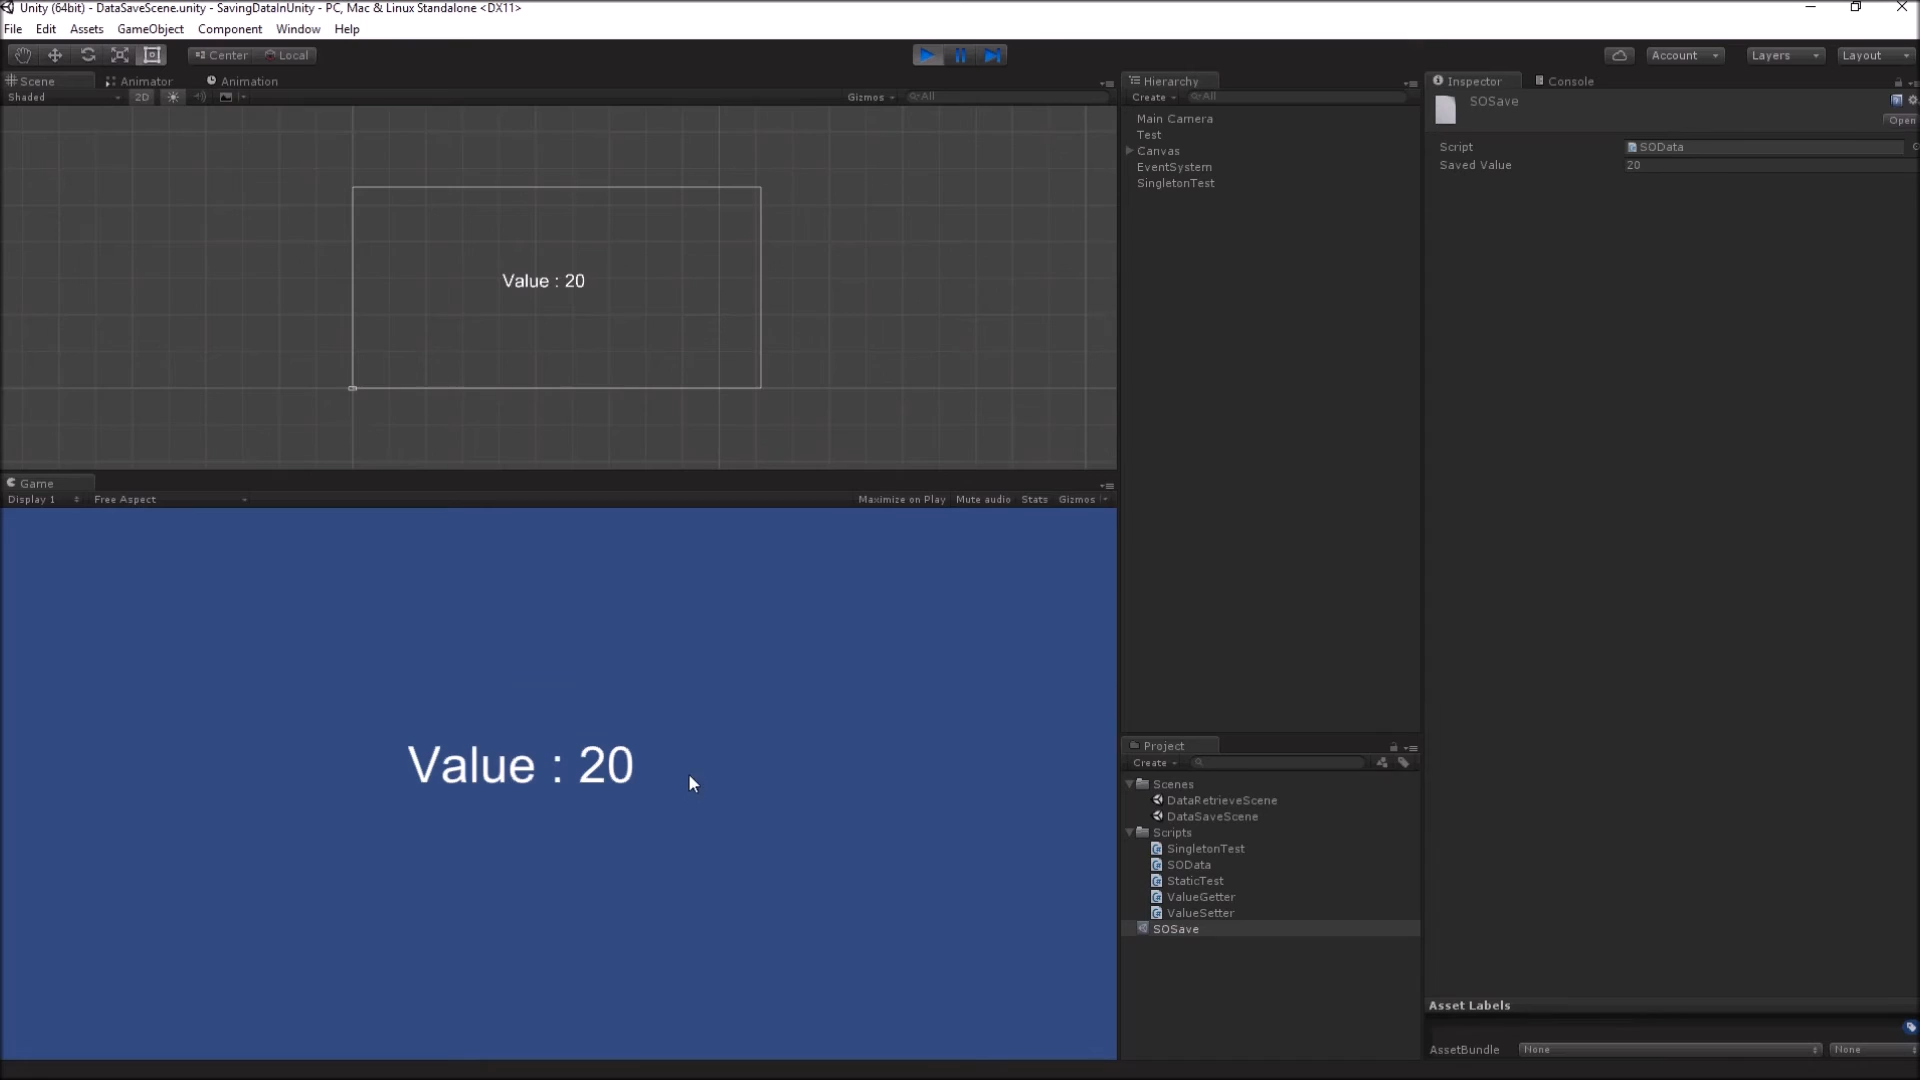 Unity (64bit) - DataSaveScene.unity - SavingDataInUnity - PC, Mac & Linux Standalone <DX11>
File Edit Assets GameObject Component Window Help
Center Local Account Layers Layout
Scene Animator Animation
Shaded 2D Gizmos All
Value : 20
Game
Display 1 Free Aspect Maximize on Play Mute audio Stats Gizmos
Value : 20
Hierarchy
Create All
Main Camera
Test
Canvas
EventSystem
SingletonTest
Project
Create
Scenes
DataRetrieveScene
DataSaveScene
Scripts
SingletonTest
SOData
StaticTest
ValueGetter
ValueSetter
SOSave
Inspector Console
SOSave
Open
Script SOData
Saved Value 20
Asset Labels
AssetBundle None None